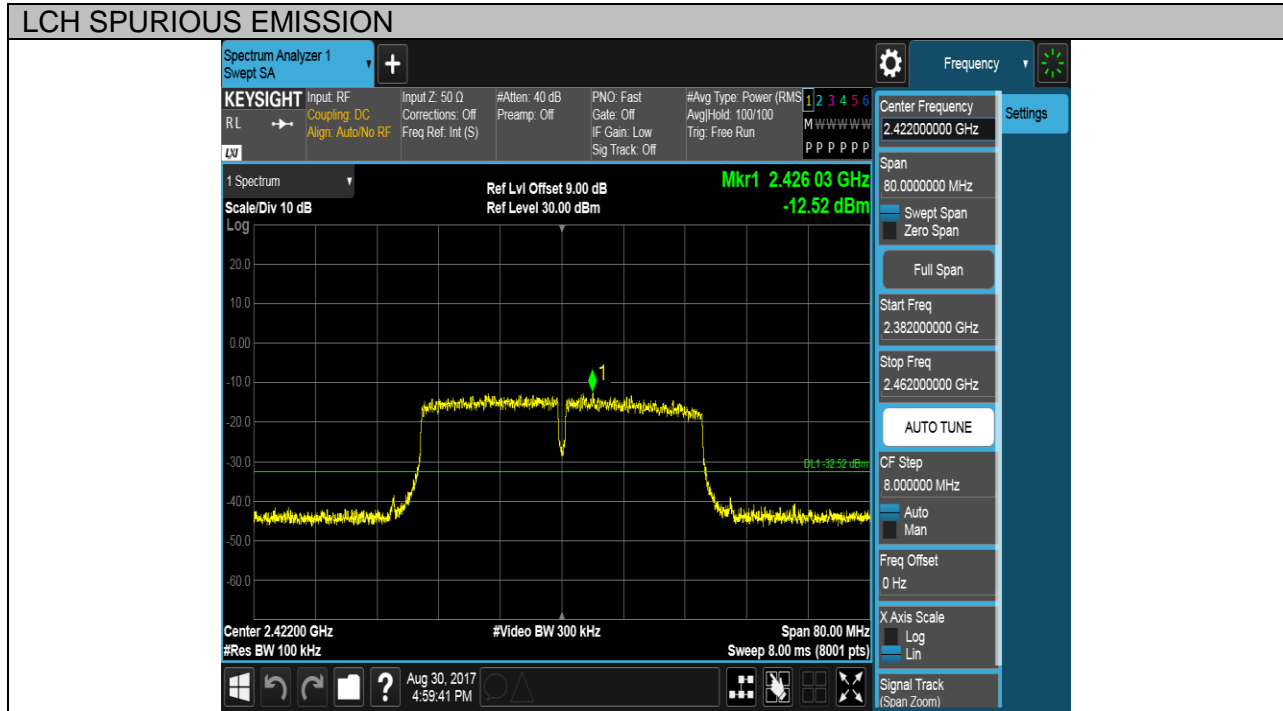 LCH SPURIOUS EMISSION
Spectrum Analyzer 1
Swept SA
+
Frequency
KEYSIGHT
RL
LXI
Input: RF
Coupling: DC
Align: Auto/No RF
Input Z: 50 Ω
Corrections: Off
Freq Ref: Int (S)
#Atten: 40 dB
Preamp: Off
PNO: Fast
Gate: Off
IF Gain: Low
Sig Track: Off
#Avg Type: Power (RMS
Avg|Hold: 100/100
Trig: Free Run
1 2 3 4 5 6
M W W W W W
P P P P P P
1 Spectrum
Scale/Div 10 dB
Log
Ref Lvl Offset 9.00 dB
Ref Level 30.00 dBm
Mkr1 2.426 03 GHz
-12.52 dBm
20.0
10.0
0.00
-10.0
-20.0
-30.0
-40.0
-50.0
-60.0
1
DL1 -32.52 dBm
Center 2.42200 GHz
#Res BW 100 kHz
#Video BW 300 kHz
Span 80.00 MHz
Sweep 8.00 ms (8001 pts)
?
Aug 30, 2017
4:59:41 PM
Center Frequency
2.422000000 GHz
Settings
Span
80.0000000 MHz
Swept Span
Zero Span
Full Span
Start Freq
2.382000000 GHz
Stop Freq
2.462000000 GHz
AUTO TUNE
CF Step
8.000000 MHz
Auto
Man
Freq Offset
0 Hz
X Axis Scale
Log
Lin
Signal Track
(Span Zoom)